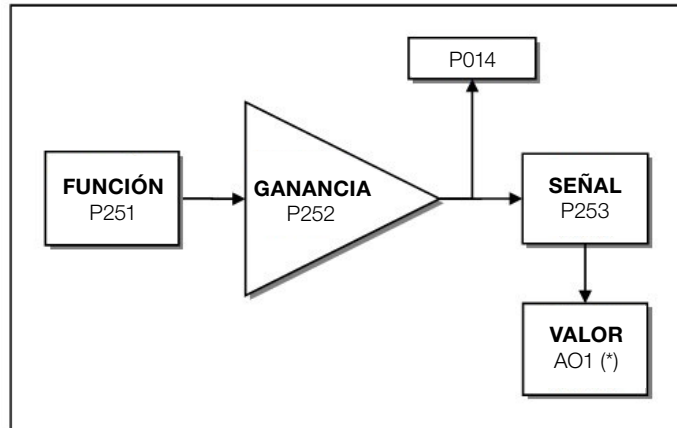 P014
FUNCIÓN
P251
GANANCIA
P252
SEÑAL
P253
VALOR
AO1 (*)